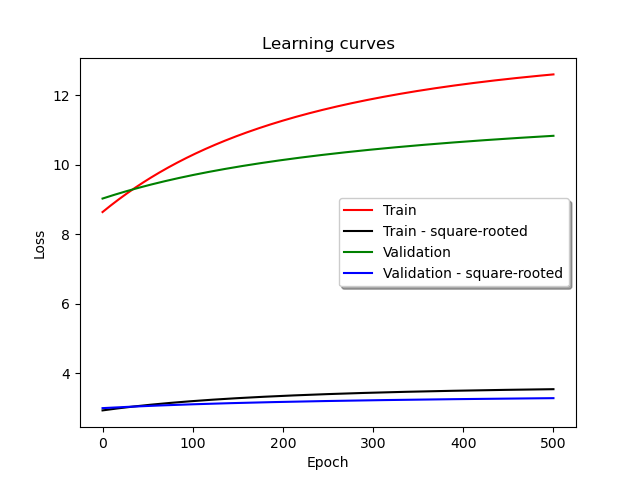 Learning curves
12
10
8
6
4
Loss
Train
Train - square-rooted
Validation
Validation - square-rooted
0 100 200 300 400 500
Epoch